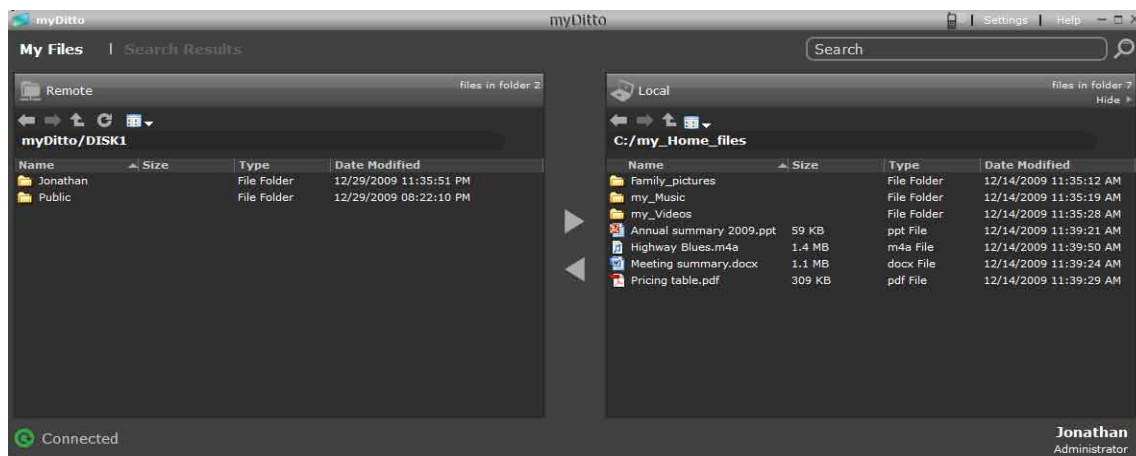 myDitto myDitto | Settings | Help
My Files | Search Results Search
Remote files in folder 2
myDitto/DISK1
Name Size Type Date Modified
Jonathan File Folder 12/29/2009 11:35:51 PM
Public File Folder 12/29/2009 08:22:10 PM
Local files in folder 7
Hide
C:/my_Home_files
Name Size Type Date Modified
Family_pictures File Folder 12/14/2009 11:35:12 AM
my_Music File Folder 12/14/2009 11:35:19 AM
my_Videos File Folder 12/14/2009 11:35:28 AM
Annual summary 2009.ppt 59 KB ppt File 12/14/2009 11:39:21 AM
Highway Blues.m4a 1.4 MB m4a File 12/14/2009 11:39:50 AM
Meeting summary.docx 1.1 MB docx File 12/14/2009 11:39:24 AM
Pricing table.pdf 309 KB pdf File 12/14/2009 11:39:29 AM
Connected
Jonathan
Administrator